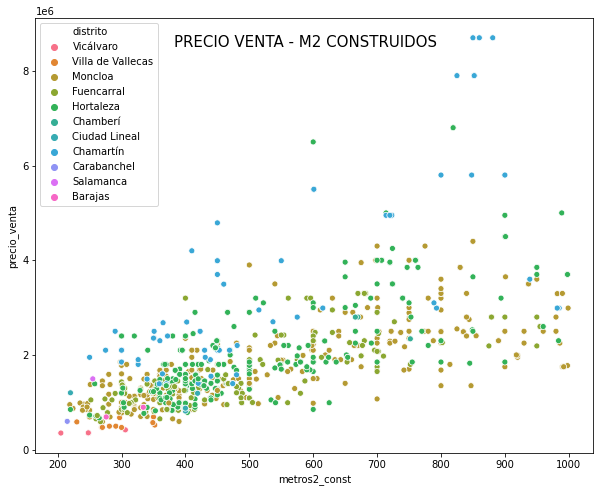 1e6
PRECIO VENTA - M2 CONSTRUIDOS
distrito
Vicálvaro
Villa de Vallecas
Moncloa
Fuencarral
Hortaleza
Chamberí
Ciudad Lineal
Chamartín
Carabanchel
Salamanca
Barajas
precio_venta
8
6
4
2
0
200 300 400 500 600 700 800 900 1000
metros2_const